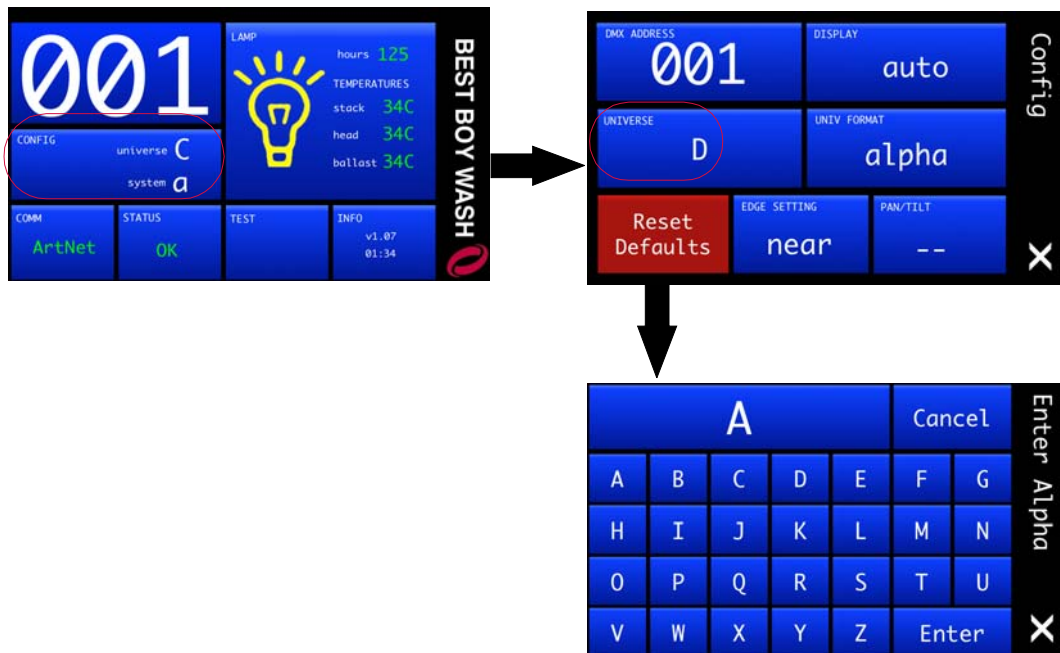 001
LAMP
hours 125
TEMPERATURES
stack 34C
head 34C
ballast 34C
CONFIG
universe C
system a
COMM
ArtNet
STATUS
OK
TEST
INFO
v1.07
01:34
BEST BOY WASH
DMX ADDRESS
001
DISPLAY
auto
UNIVERSE
D
UNIV FORMAT
alpha
Reset
Defaults
EDGE SETTING
near
PAN/TILT
--
Config
X
A
Cancel
A B C D E F G
H I J K L M N
O P Q R S T U
V W X Y Z Enter
Enter Alpha
X